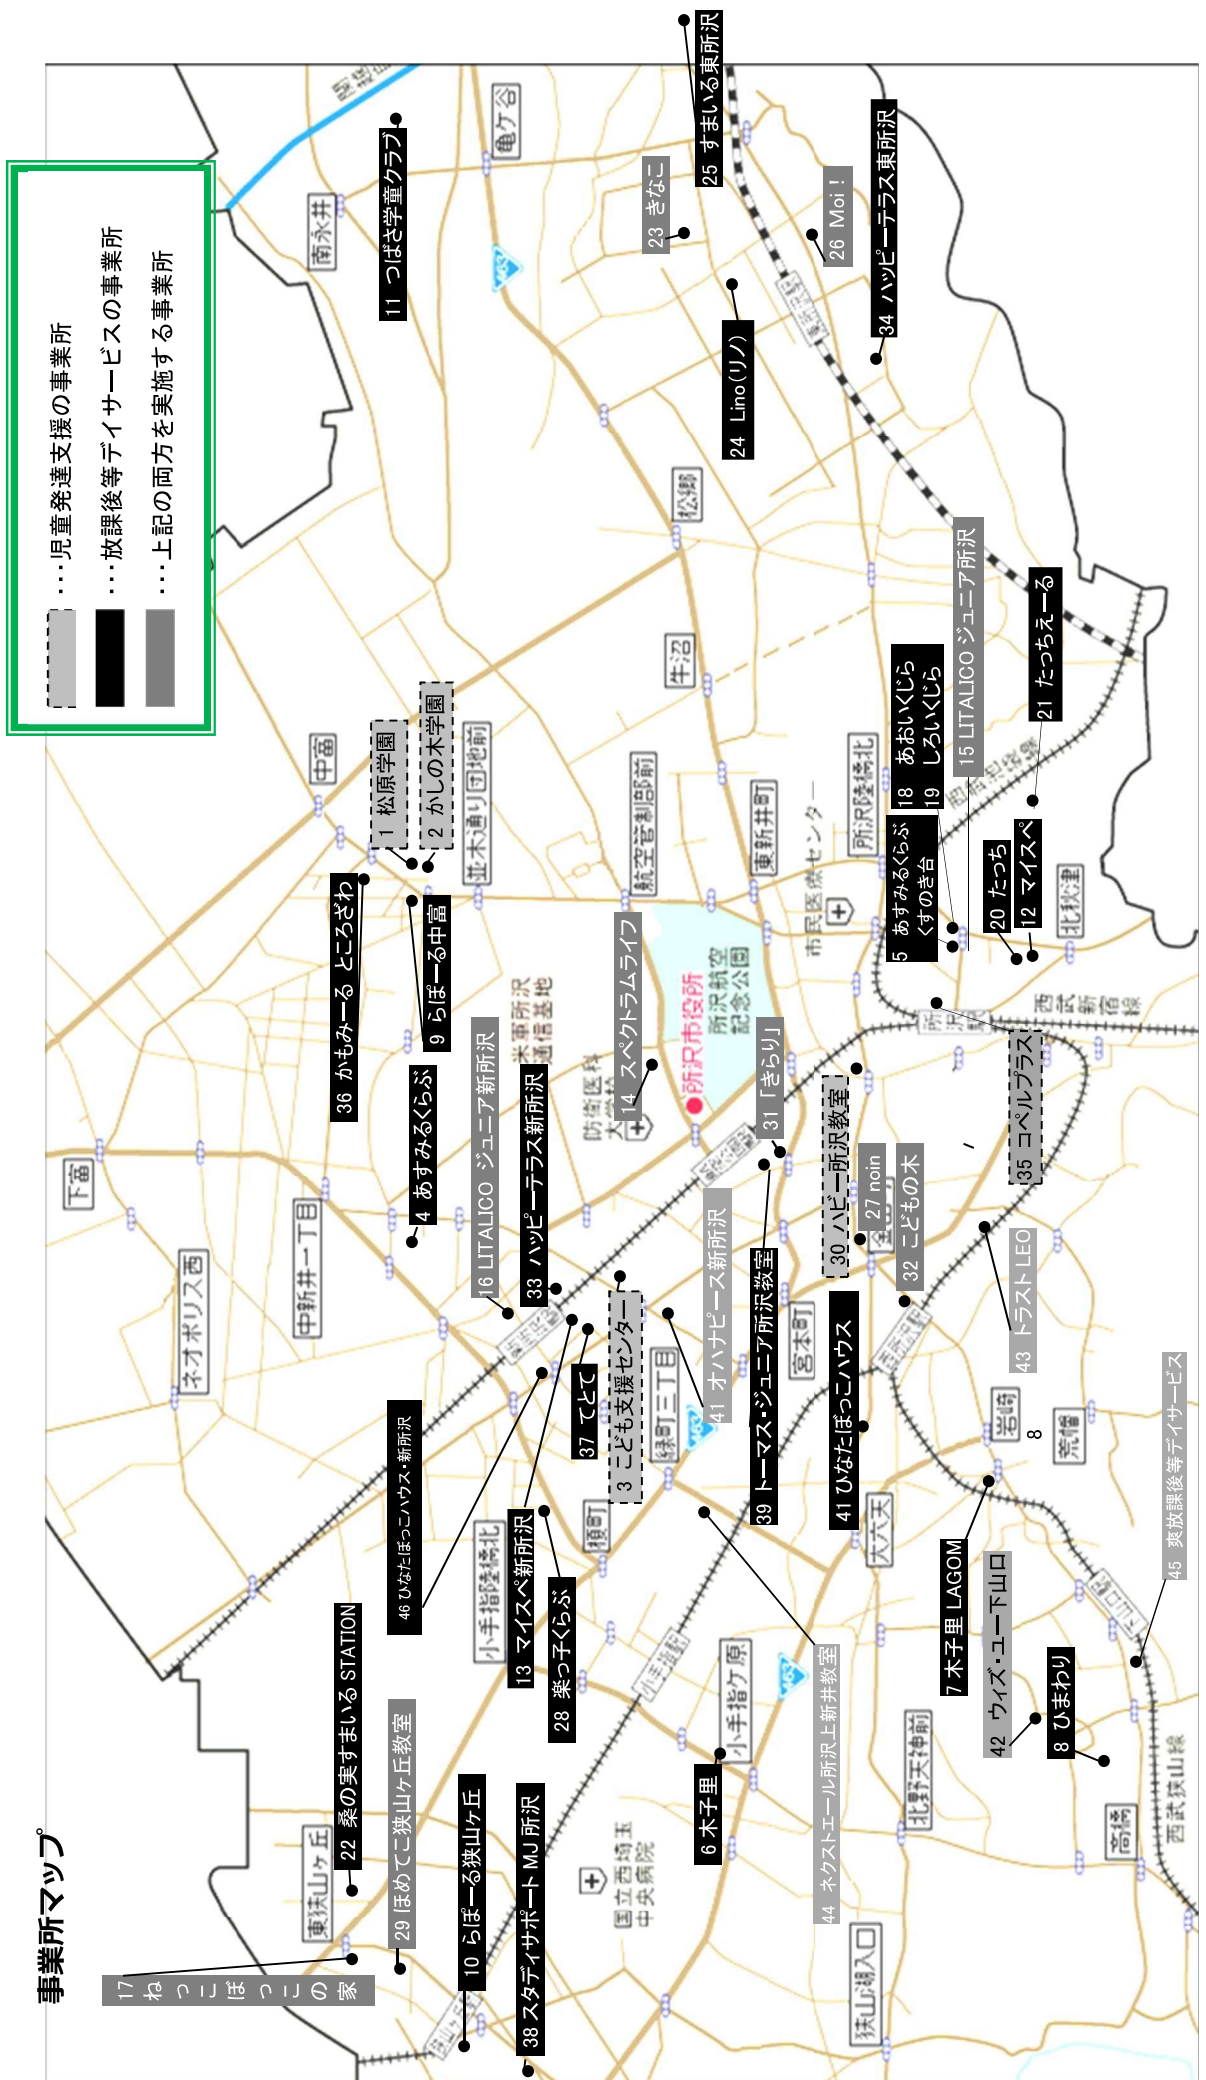 事業所マップ
･･･児童発達支援の事業所
･･･放課後等デイサービスの事業所
･･･上記の両方を実施する事業所
17 ねっこぼっこの家
22 桑の実すまいる STATION
29 ほめてこ狭山ヶ丘教室
10 らぽーる狭山ヶ丘
38 スタディサポート MJ 所沢
東狭山ヶ丘
46 ひなたぼっこハウス・新所沢
小手指陸橋北
13 マイスペ新所沢
28 楽っ子くらぶ
37 てとて
3 こども支援センター
榎町
緑町三丁目
463
国立西埼玉
中央病院
6 木子里
小手指ケ原
463
44 ネクストエール所沢上新井教室
狭山湖入口
北野天神前
大六天
7 木子里 LAGOM
42 ウィズ・ユー下山口
8 ひまわり
高橋
西武狭山線
45 爽放課後等デイサービス
岩崎
8
荒幡
43 トラスト LEO
下富
ネオポリス西
中新井一丁目
4 あすみるくらぶ
16 LITALICO ジュニア新所沢
33 ハッピーテラス新所沢
36 かもみーる ところざわ
9 らぽーる中富
1 松原学園
2 かしの木学園
中富
並木通り団地前
米軍所沢
通信基地
防衛医科
14 スペクトラムライフ
所沢市役所
所沢航空
記念公園
航空管制部前
31 「きらり」
41 オハナピース新所沢
39 トーマス・ジュニア所沢教室
宮本町
41 ひなたぼっこハウス
30 ハビー所沢教室
27 noin
32 こどもの木
35 コペルプラス
西武新宿線
東新井町
市民医療センター
所沢陸橋北
5 あすみるくらぶ
くすのき台
18 あおいくじら
19 しろいくじら
15 LITALICO ジュニア所沢
20 たっち
12 マイスペ
21 たっちえーる
北秋津
牛沼
松郷
南永井
11 つばさ学童クラブ
亀ケ谷
463
23 きなこ
25 すまいる東所沢
24 Lino(リノ)
26 Moi！
34 ハッピーテラス東所沢